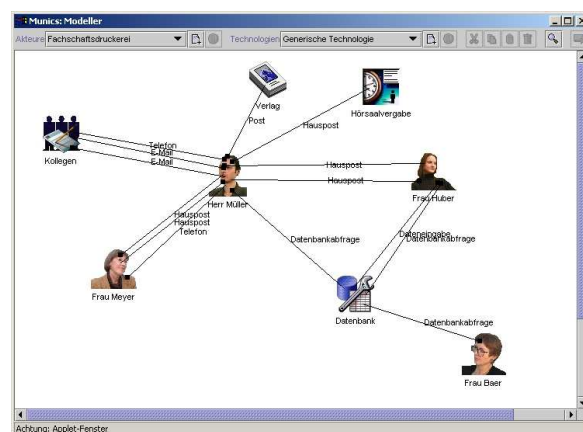 Munics: Modeller
Akteure Fachschaftsdruckerei Technologien Generische Technologie
Verlag
Post
Hörsaalvergabe
Hauspost
Telefon
E-Mail
E-Mail
Kollegen
Hauspost
Hauspost
Frau Huber
Herr Müller
Hauspost
Hauspost
Telefon
Dateneingabe
Datenbankabfrage
Datenbankabfrage
Frau Meyer
Datenbank
Datenbankabfrage
Frau Baer
Achtung: Applet-Fenster